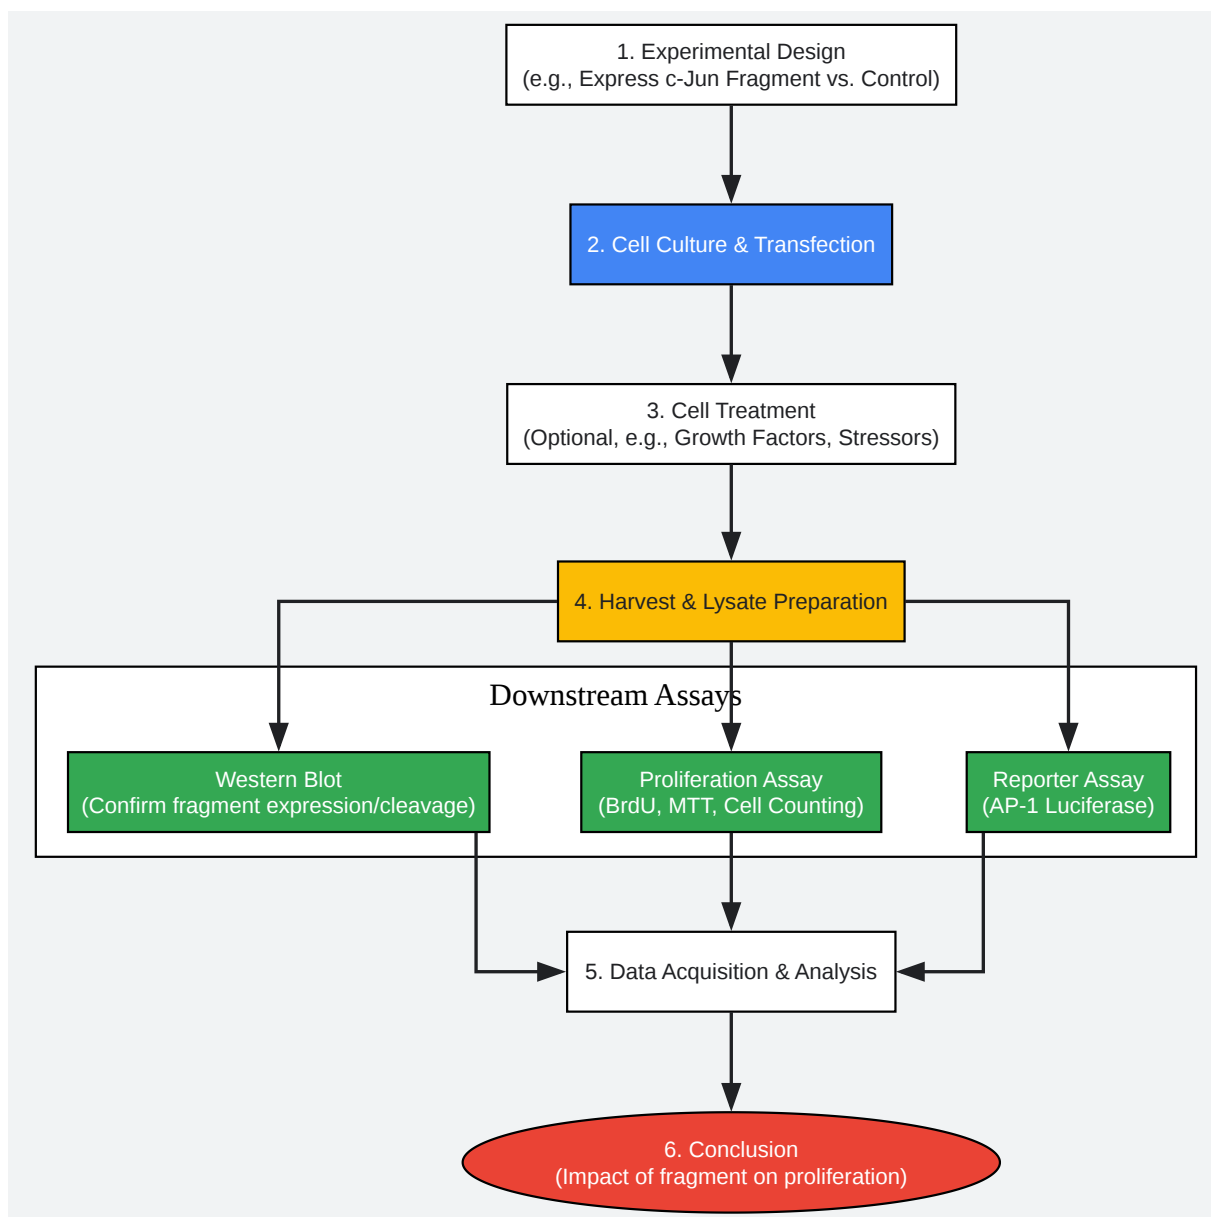 1. Experimental Design
(e.g., Express c-Jun Fragment vs. Control)
2. Cell Culture & Transfection
3. Cell Treatment
(Optional, e.g., Growth Factors, Stressors)
4. Harvest & Lysate Preparation
Downstream Assays
Western Blot
(Confirm fragment expression/cleavage)
Proliferation Assay
(BrdU, MTT, Cell Counting)
Reporter Assay
(AP-1 Luciferase)
5. Data Acquisition & Analysis
6. Conclusion
(Impact of fragment on proliferation)